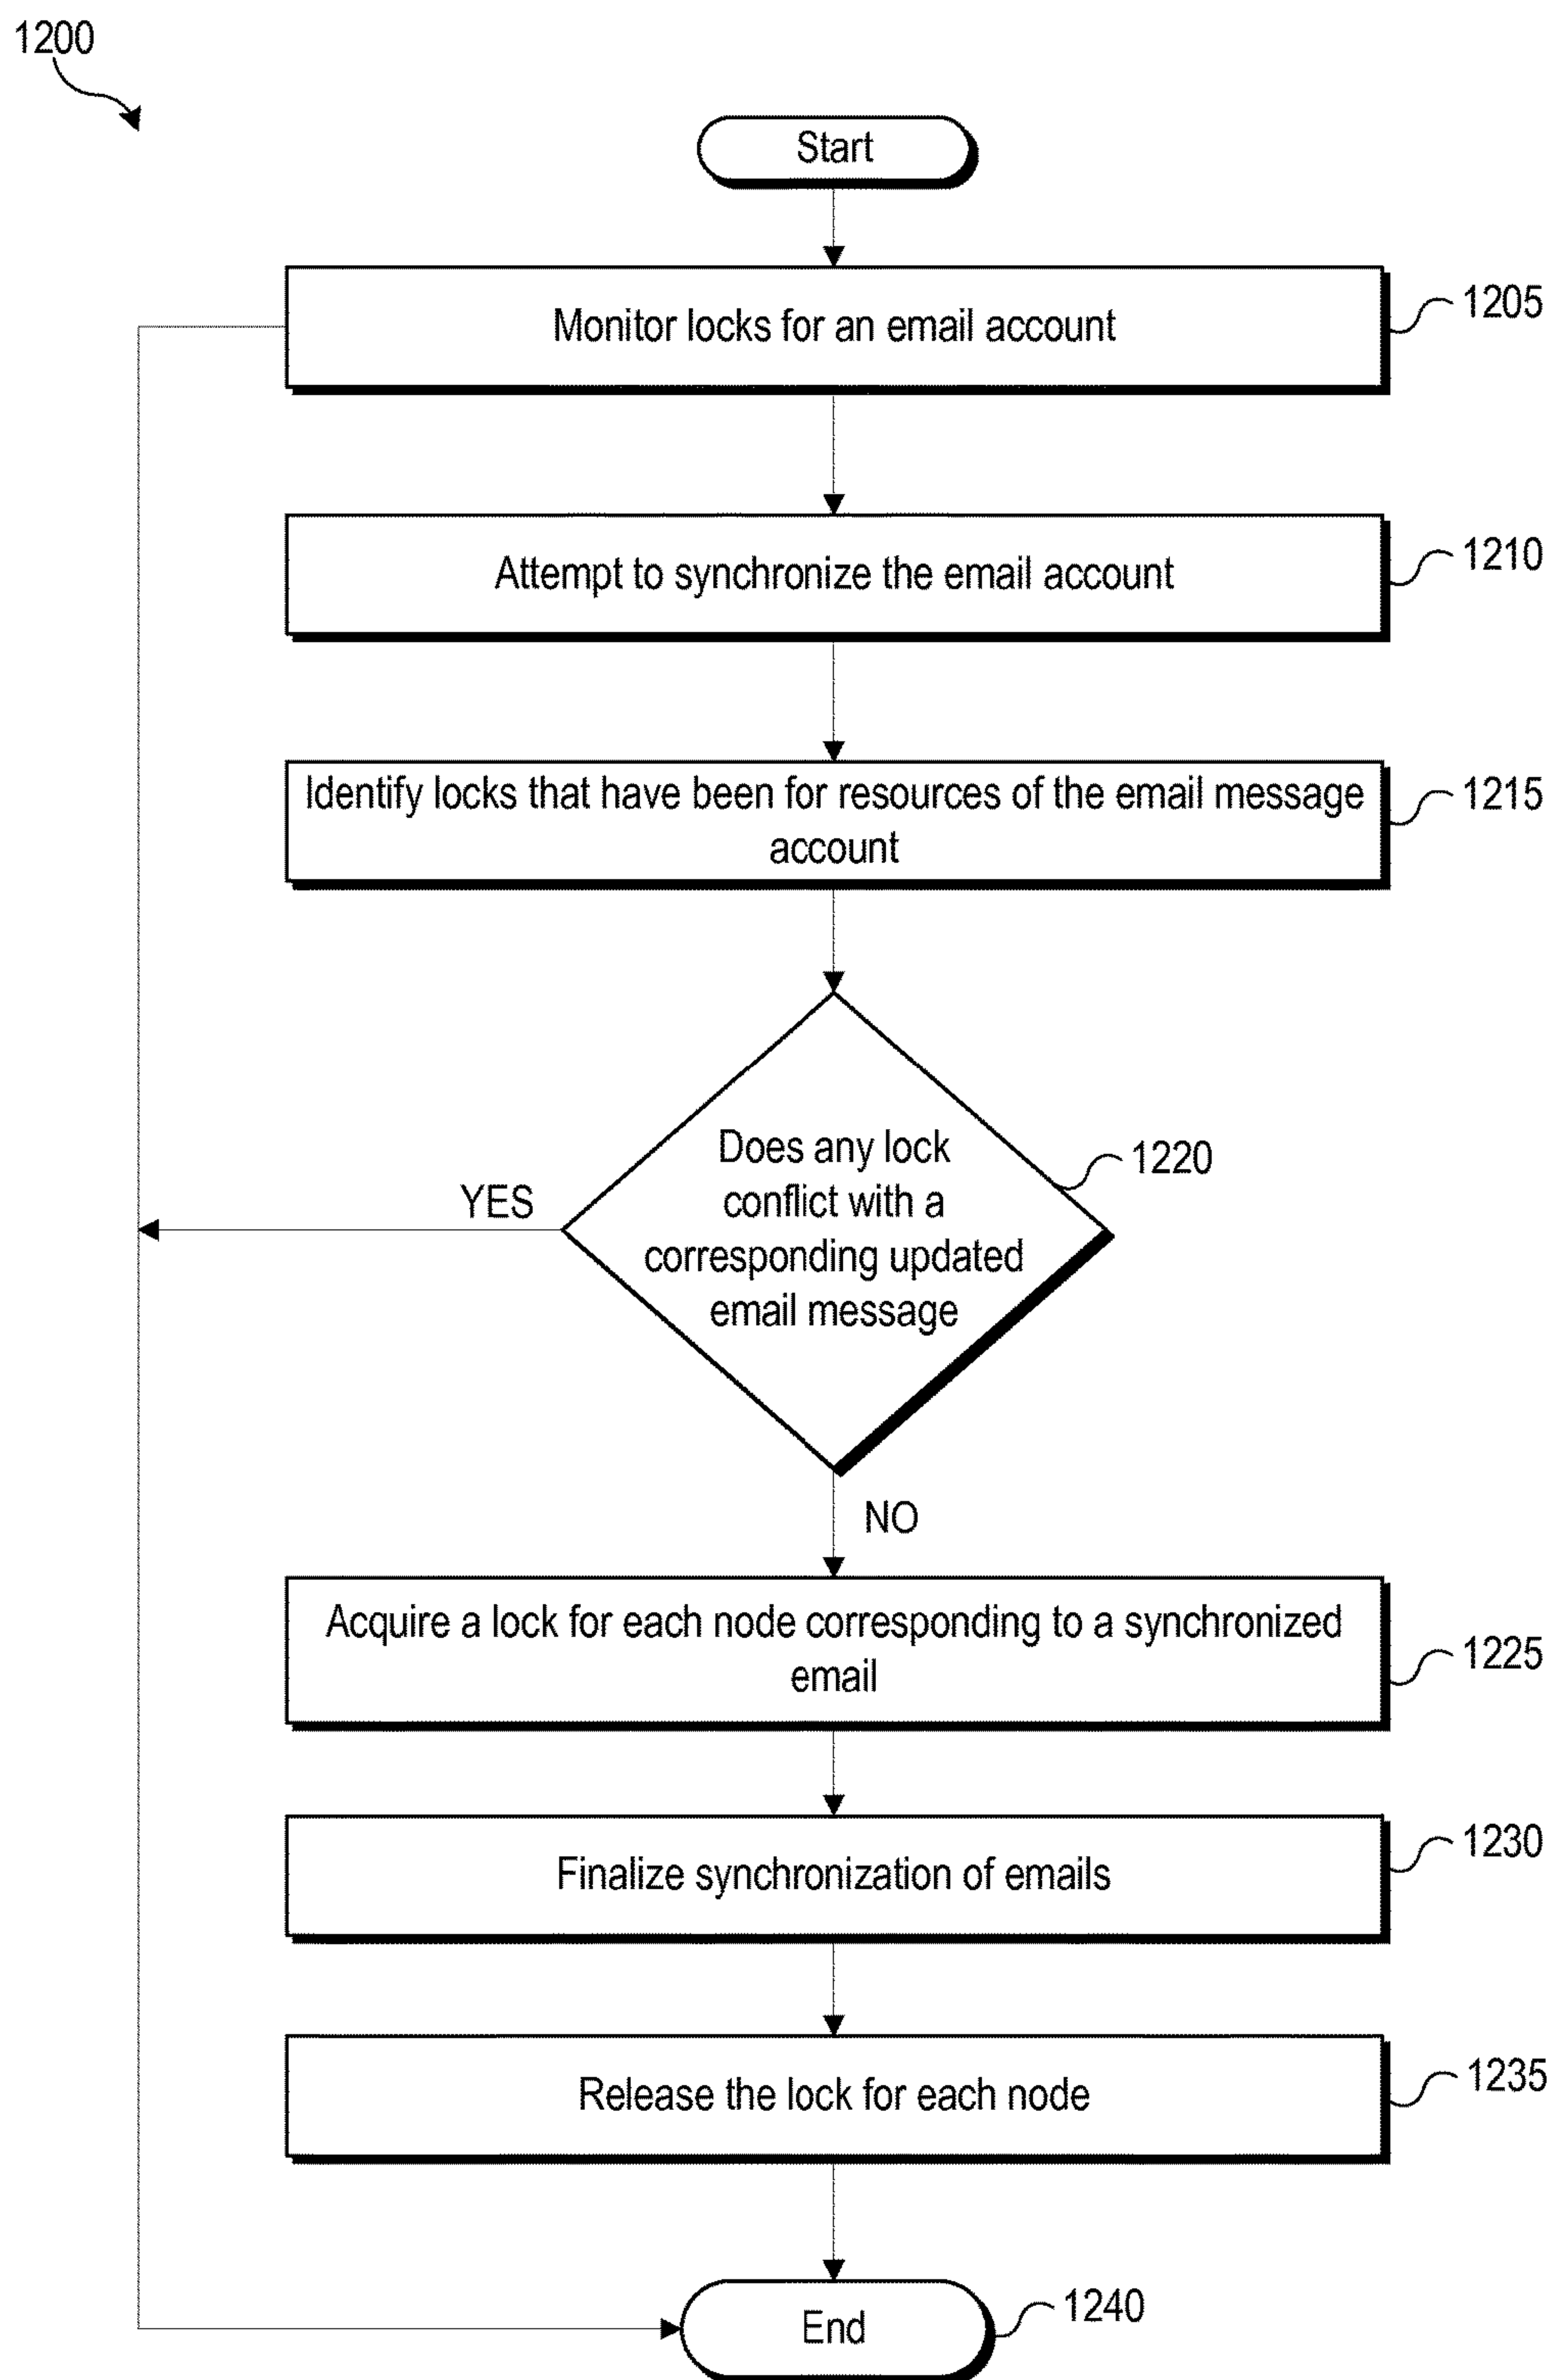 1200
Start
Monitor locks for an email account
1205
Attempt to synchronize the email account
1210
Identify locks that have been for resources of the email message
account
1215
Does any lock
conflict with a
corresponding updated
email message
1220
YES
NO
Acquire a lock for each node corresponding to a synchronized
email
1225
Finalize synchronization of emails
1230
Release the lock for each node
1235
End
1240